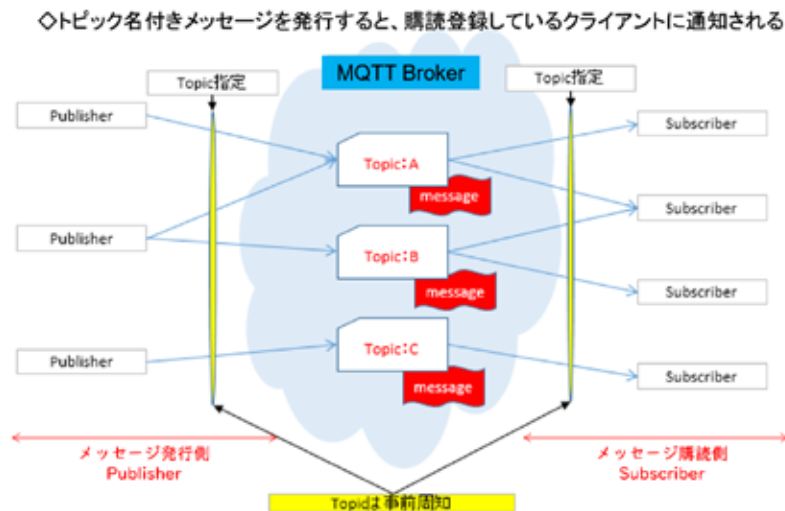 ◇トピック名付きメッセージを発行すると、購読登録しているクライアントに通知される
Topic指定
MQTT Broker
Topic指定
Publisher
Subscriber
Topic:A
message
Subscriber
Publisher
Topic:B
message
Subscriber
Topic:C
Publisher
Subscriber
message
メッセージ発行側
Publisher
メッセージ購読側
Subscriber
Topicは事前周知